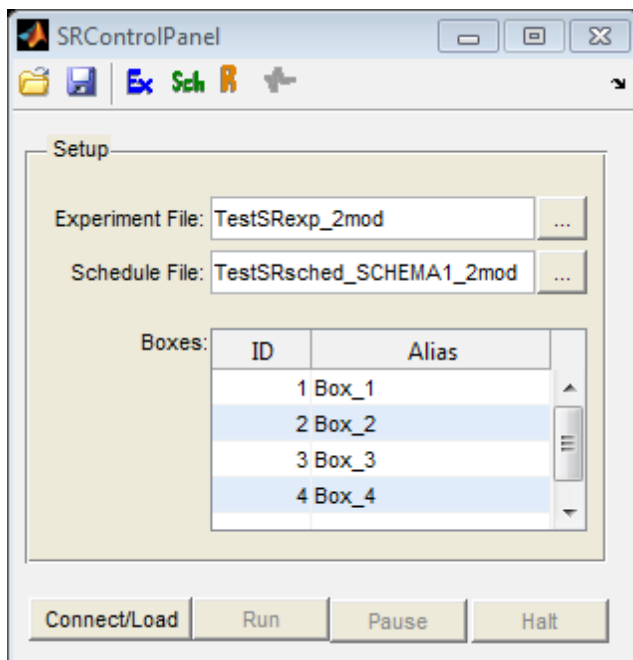 SRControlPanel
Ex Sch R
Setup
Experiment File: TestSRexp_2mod ...
Schedule File: TestSRsched_SCHEMA1_2mod ...
Boxes: ID Alias
1 Box_1
2 Box_2
3 Box_3
4 Box_4
Connect/Load Run Pause Halt